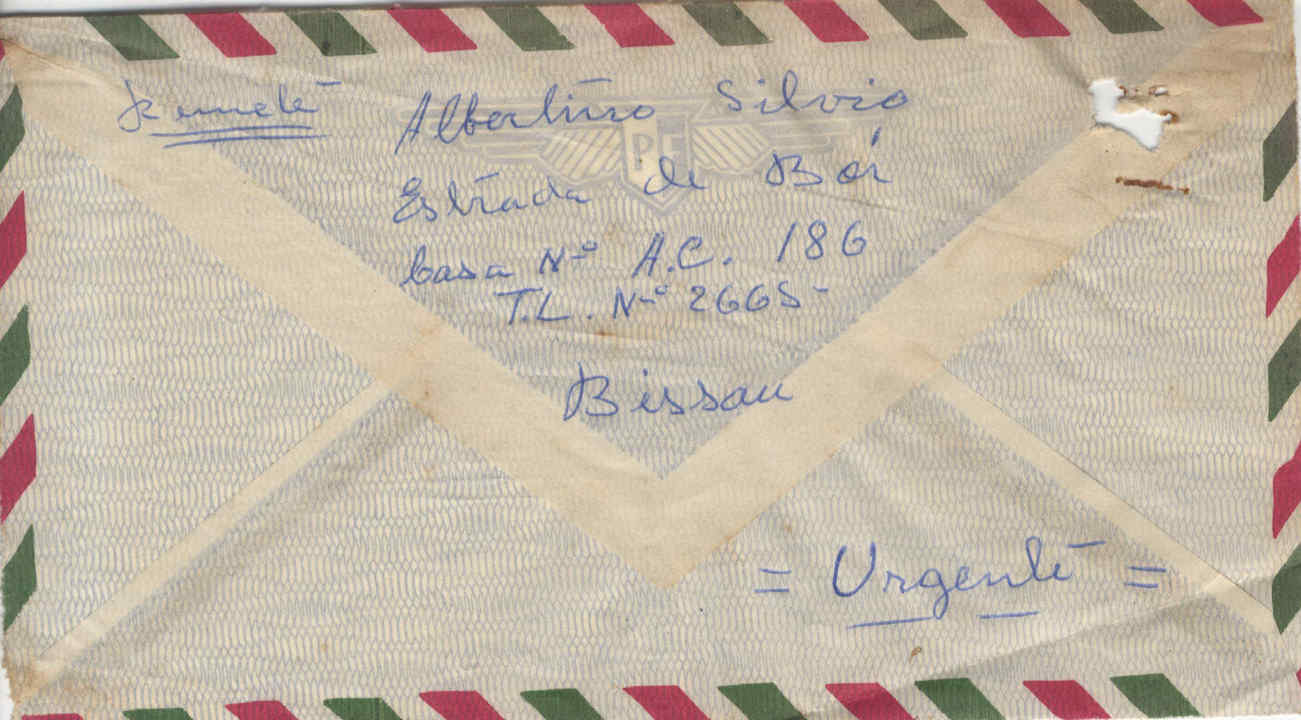 Remete Albertino Silvio
Estrada de Bór
Casa Nº A.C. 186
T.L. Nº 2665-
Bissau
= Urgente =